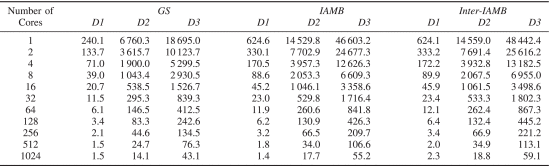 Number of Cores GS IAMB Inter-IAMB
D1 D2 D3 D1 D2 D3 D1 D2 D3
1 240.1 6 760.3 18 695.0 624.6 14 529.8 46 603.2 624.1 14 559.0 48 442.4
2 133.7 3 615.7 10 123.7 330.1 7 702.9 24 677.3 333.2 7 691.4 25 616.2
4 71.0 1 900.0 5 299.5 170.5 3 957.3 12 626.3 172.2 3 932.8 13 182.5
8 39.0 1 043.4 2 930.5 88.6 2 053.3 6 609.3 89.9 2 067.5 6 955.0
16 20.7 538.5 1 526.7 45.2 1 046.1 3 358.6 45.9 1 061.5 3 498.6
32 11.5 295.3 839.3 23.0 529.8 1 716.4 23.4 533.3 1 802.3
64 6.1 146.5 412.5 11.9 260.6 841.8 12.1 262.4 867.3
128 3.4 83.3 242.6 6.2 130.9 426.3 6.4 132.4 445.2
256 2.1 44.6 134.5 3.2 66.5 209.7 3.4 66.9 221.2
512 1.5 24.7 76.3 1.8 34.0 106.6 2.0 34.9 113.1
1024 1.5 14.1 43.1 1.4 17.7 55.2 2.3 18.8 59.1